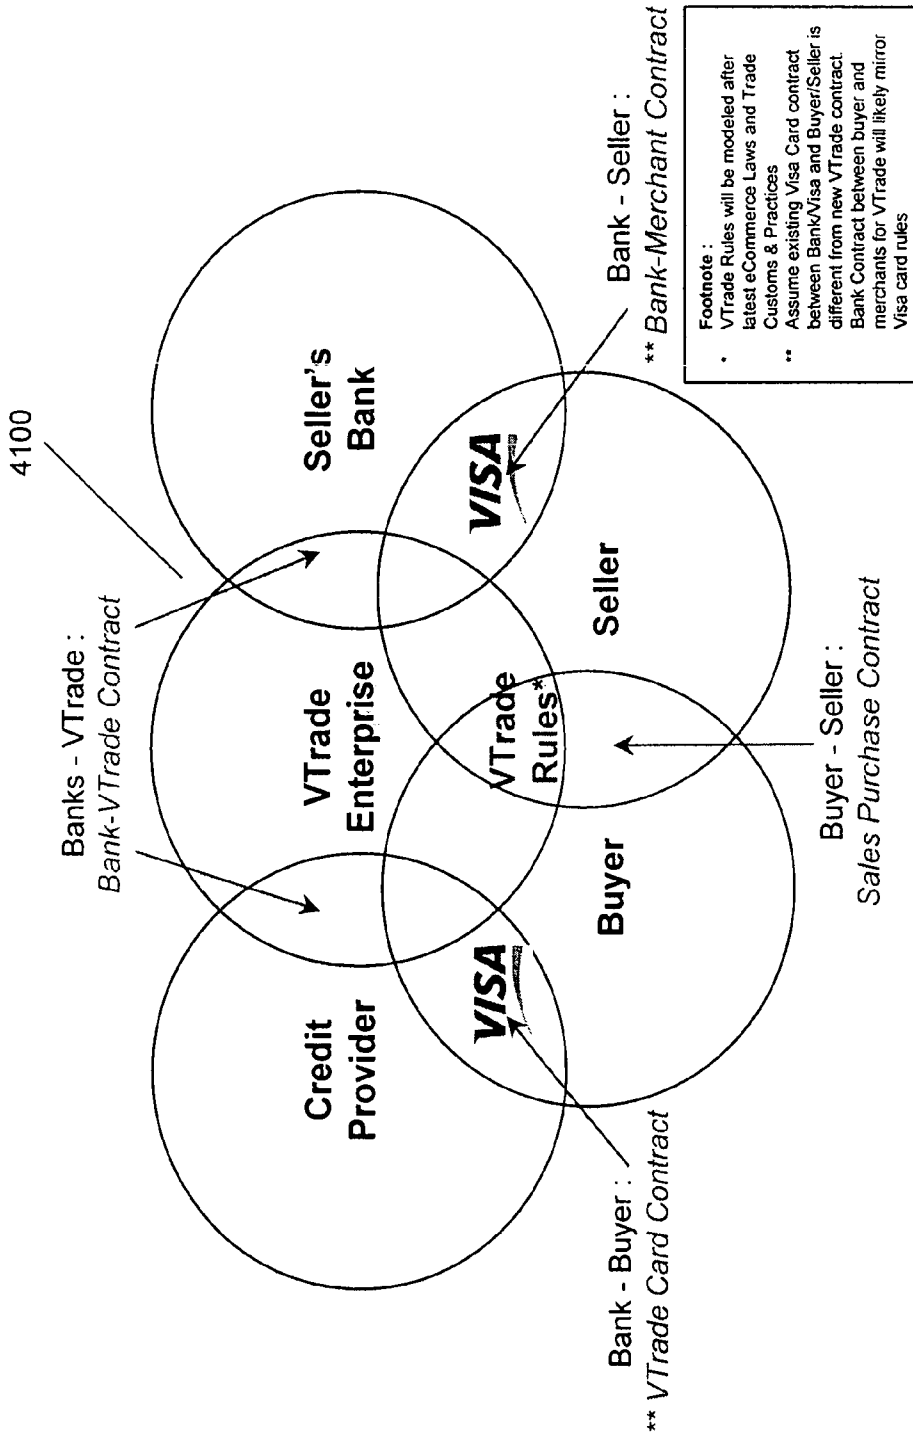 4100
Banks - VTrade :
Bank-VTrade Contract
Credit
Provider
VTrade
Enterprise
Seller's
Bank
VISA
VTrade
Rules*
VISA
Buyer
Seller
Bank - Buyer :
** VTrade Card Contract
Buyer - Seller :
Sales Purchase Contract
Bank - Seller :
** Bank-Merchant Contract
Footnote :
* VTrade Rules will be modeled after
latest eCommerce Laws and Trade
Customs & Practices
** Assume existing Visa Card contract
between Bank/Visa and Buyer/Seller is
different from new VTrade contract.
Bank Contract between buyer and
merchants for VTrade will likely mirror
Visa card rules